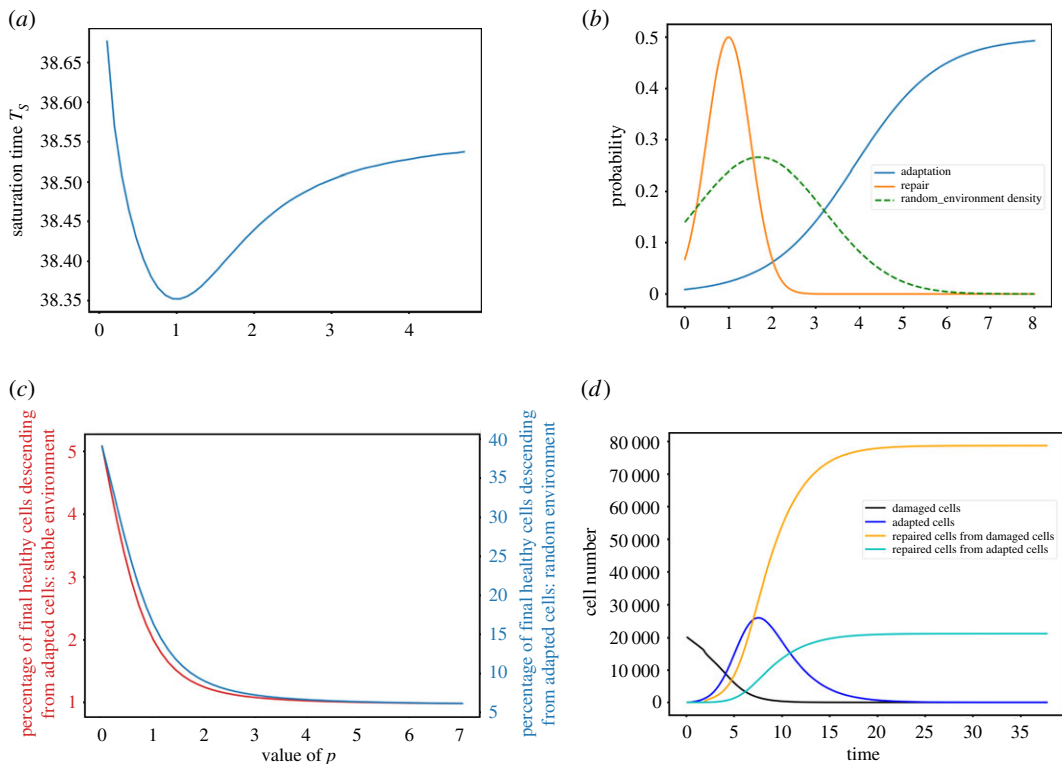 (a)
saturation time T_S
38.65
38.60
38.55
38.50
38.45
38.40
38.35
0 1 2 3 4
(b)
probability
0.5
0.4
0.3
0.2
0.1
0
adaptation
repair
random_environment density
0 1 2 3 4 5 6 7 8
(c)
percentage of final healthy cells descending
from adapted cells: stable environment
5
4
3
2
1
0 1 2 3 4 5 6 7
value of p
40
35
30
25
20
15
10
5
percentage of final healthy cells descending
from adapted cells: random environment
(d)
cell number
80 000
70 000
60 000
50 000
40 000
30 000
20 000
10 000
0
damaged cells
adapted cells
repaired cells from damaged cells
repaired cells from adapted cells
0 5 10 15 20 25 30 35
time